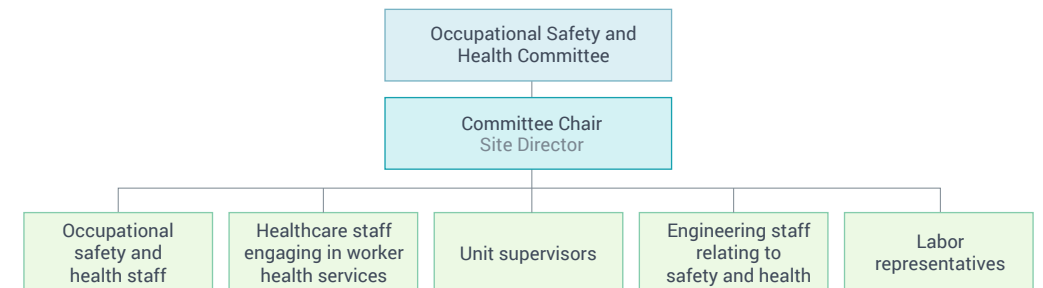 Occupational Safety and
Health Committee
Committee Chair
Site Director
Occupational
safety and
health staff
Healthcare staff
engaging in worker
health services
Unit supervisors
Engineering staff
relating to
safety and health
Labor
representatives